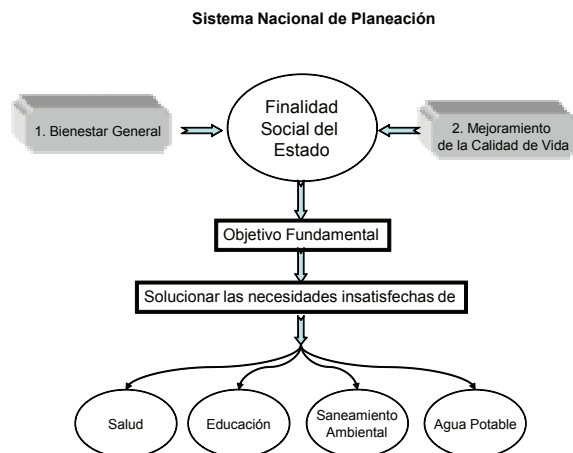 Sistema Nacional de Planeación
1. Bienestar General
Finalidad
Social del
Estado
2. Mejoramiento
de la Calidad de Vida
Objetivo Fundamental
Solucionar las necesidades insatisfechas de
Salud
Educación
Saneamiento
Ambiental
Agua Potable